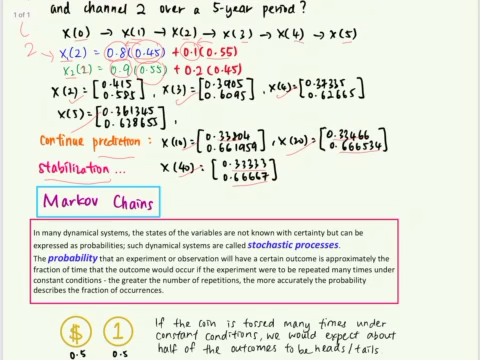 1 of 1
and channel 2 over a 5-year period?
X(0) → X(1) → X(2) → X(3) → X(4) → X(5)
2 → X₁(2) = 0.8(0.45) + 0.1(0.55)
X₂(2) = 0.9(0.55) + 0.2(0.45)
X(2) = [0.415 0.585], X(3) = [0.3905 0.6095], X(4) = [0.37335 0.62665]
X(5) = [0.361345 0.638655],
Continue prediction: X(10) = [0.33804 0.661959], X(20) = [0.33466 0.666534]
Stabilization ... X(40) = [0.33333 0.66667]
Markov Chains
In many dynamical systems, the states of the variables are not known with certainty but can be
expressed as probabilities; such dynamical systems are called stochastic processes.
The probability that an experiment or observation will have a certain outcome is approximately the
fraction of time that the outcome would occur if the experiment were to be repeated many times under
constant conditions - the greater the number of repetitions, the more accurately the probability
describes the fraction of occurrences.
$ 1 If the coin is tossed many times under
constant conditions, we would expect about
0.5 0.5 half of the outcomes to be heads/tails